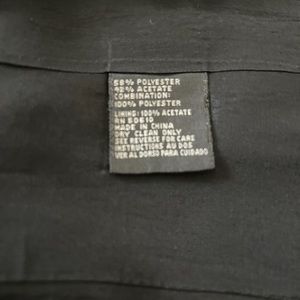 58% POLYESTER
42% ACETATE
COMBINATION:
100% POLYESTER
LINING: 100% ACETATE
RN 50610
MADE IN CHINA
DRY CLEAN ONLY
SEE REVERSE FOR CARE
INSTRUCTIONS AU DOS
VER AL DORSO PARA CUIDADO